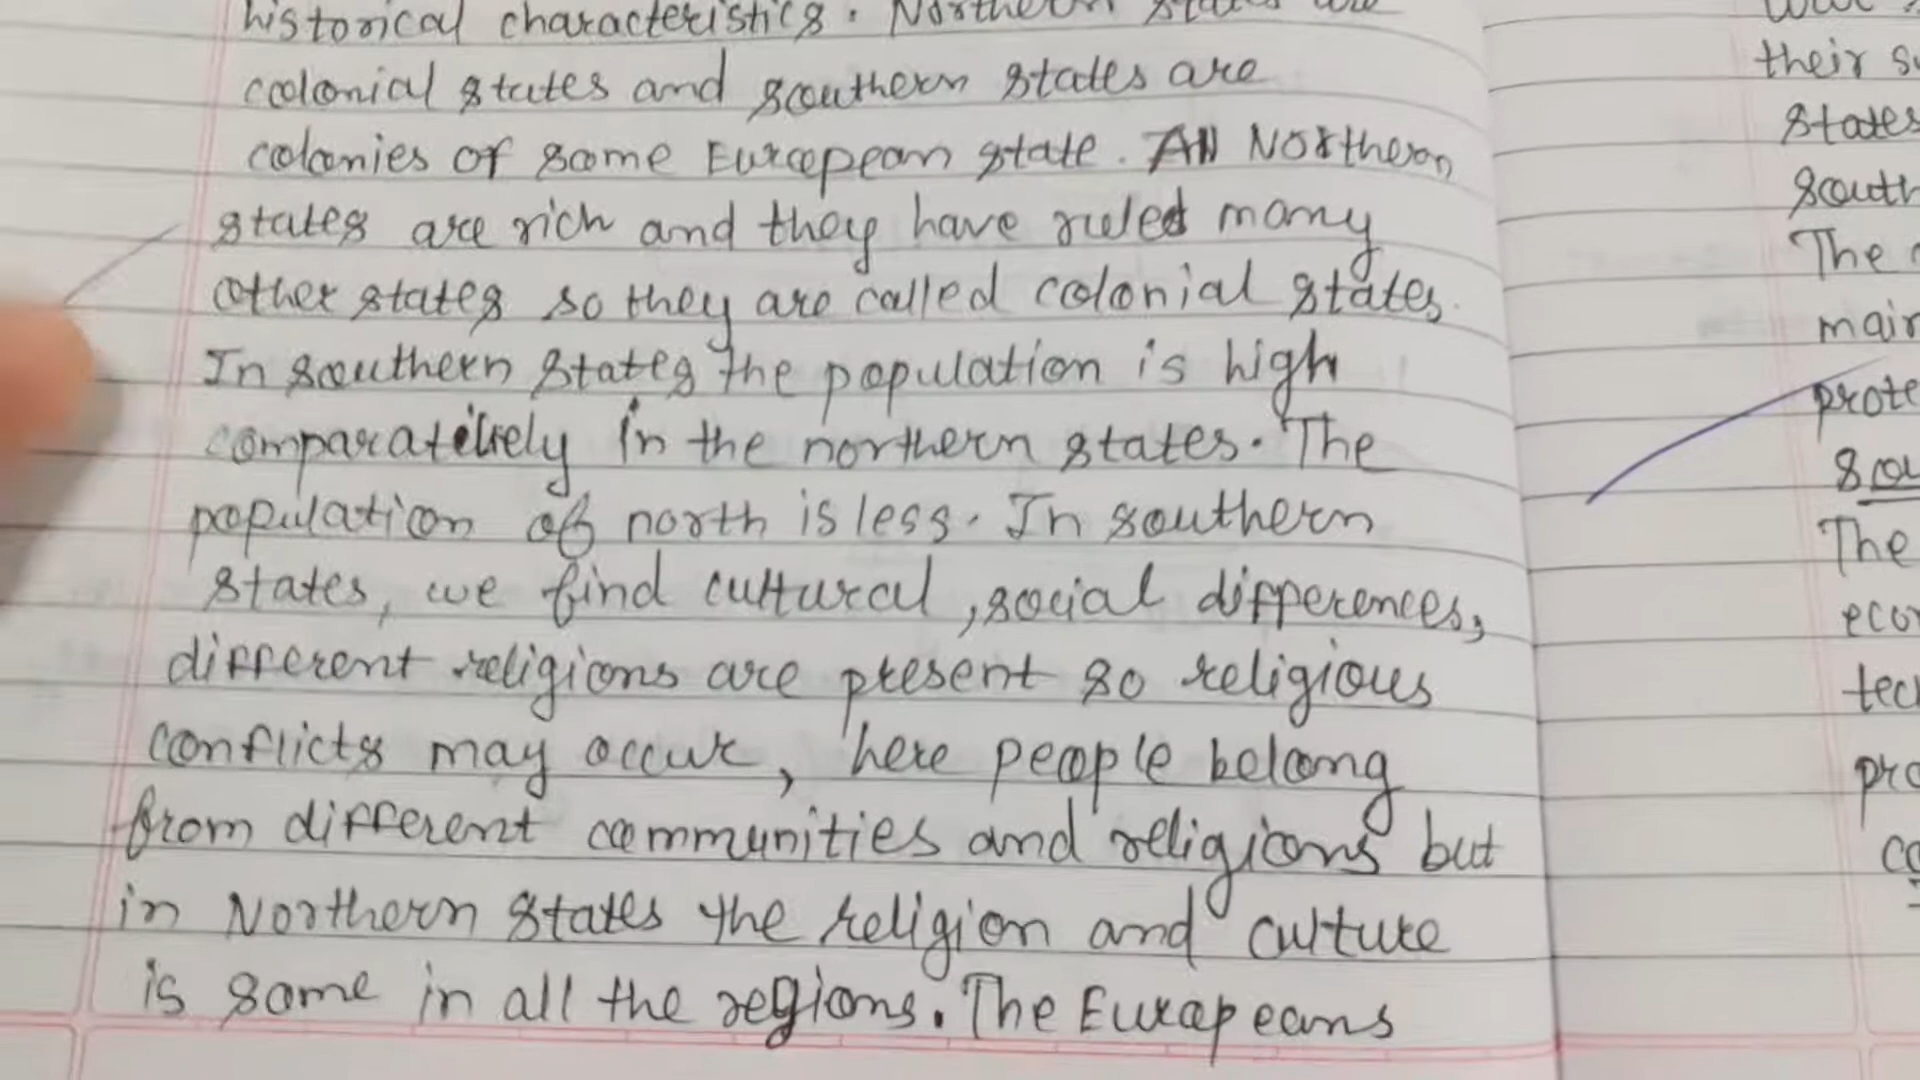 historical characteristics. Northern states are
colonial states and southern states are
colonies of some European state. All Northern
states are rich and they have ruled many
other states so they are called colonial states.
In southern states the population is high
comparatively in the northern states. The
population of north is less. In southern
states, we find cultural, social differences,
different religions are present so religious
conflicts may occur, here people belong
from different communities and religions but
in Northern states the religion and culture
is same in all the regions. The Europeans
their
states
south
The